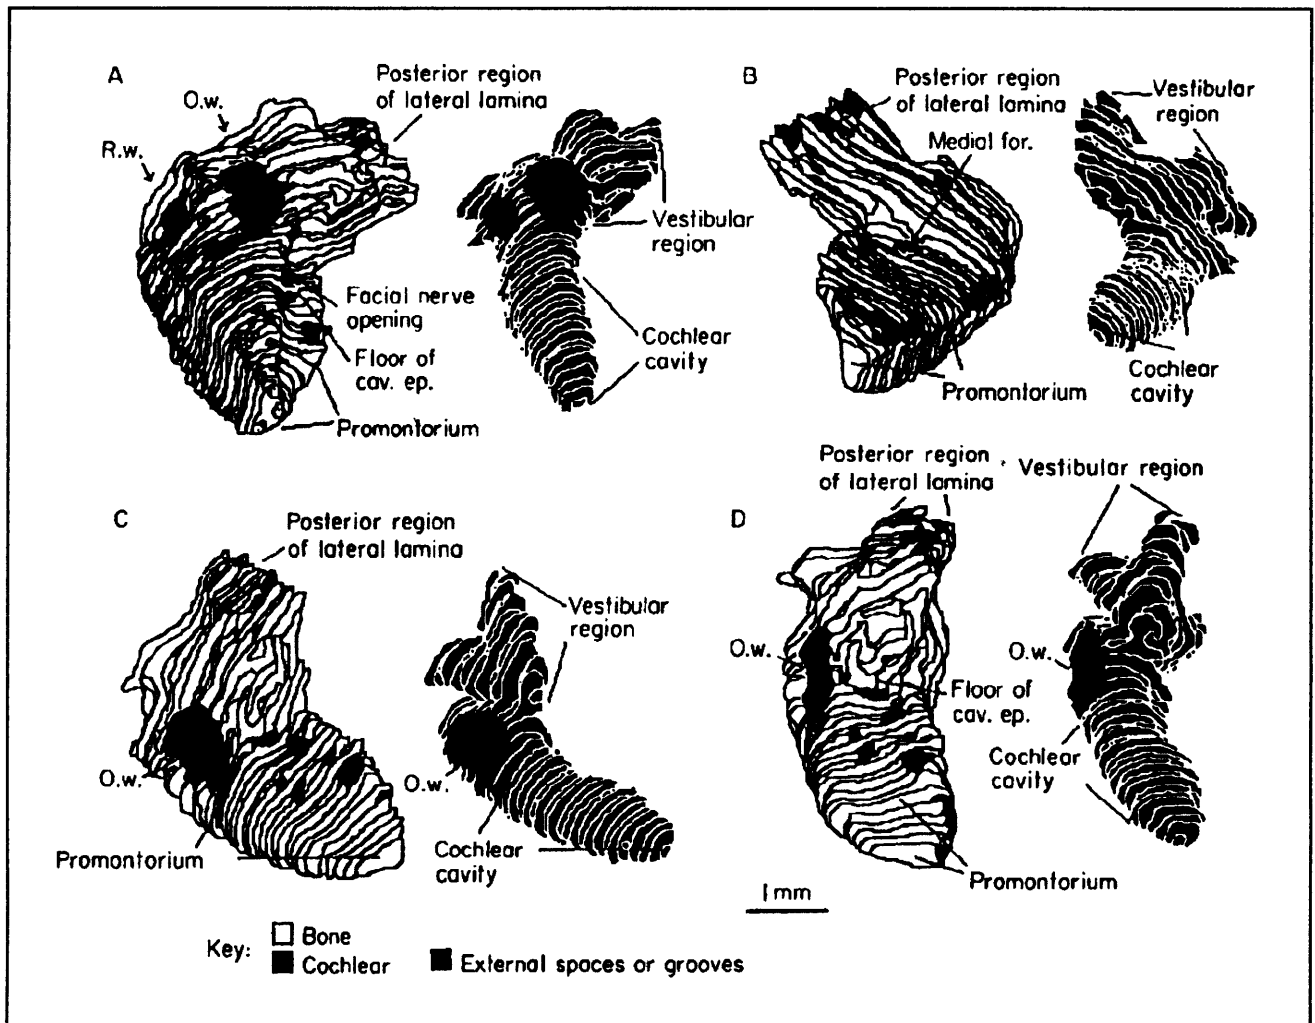 A
Posterior region
of lateral lamina
O.w.
R.w.
Vestibular
region
Facial nerve
opening
Cochlear
cavity
Floor of
cav. ep.
Promontorium
B
Posterior region
of lateral lamina
Vestibular
region
Medial for.
Cochlear
cavity
Promontorium
C
Posterior region
of lateral lamina
Vestibular
region
O.w.
O.w.
Promontorium
Cochlear
cavity
D
Posterior region
of lateral lamina
Vestibular region
O.w.
O.w.
Floor of
cav. ep.
Cochlear
cavity
Promontorium
1mm
Key:
Bone
Cochlear
External spaces or grooves